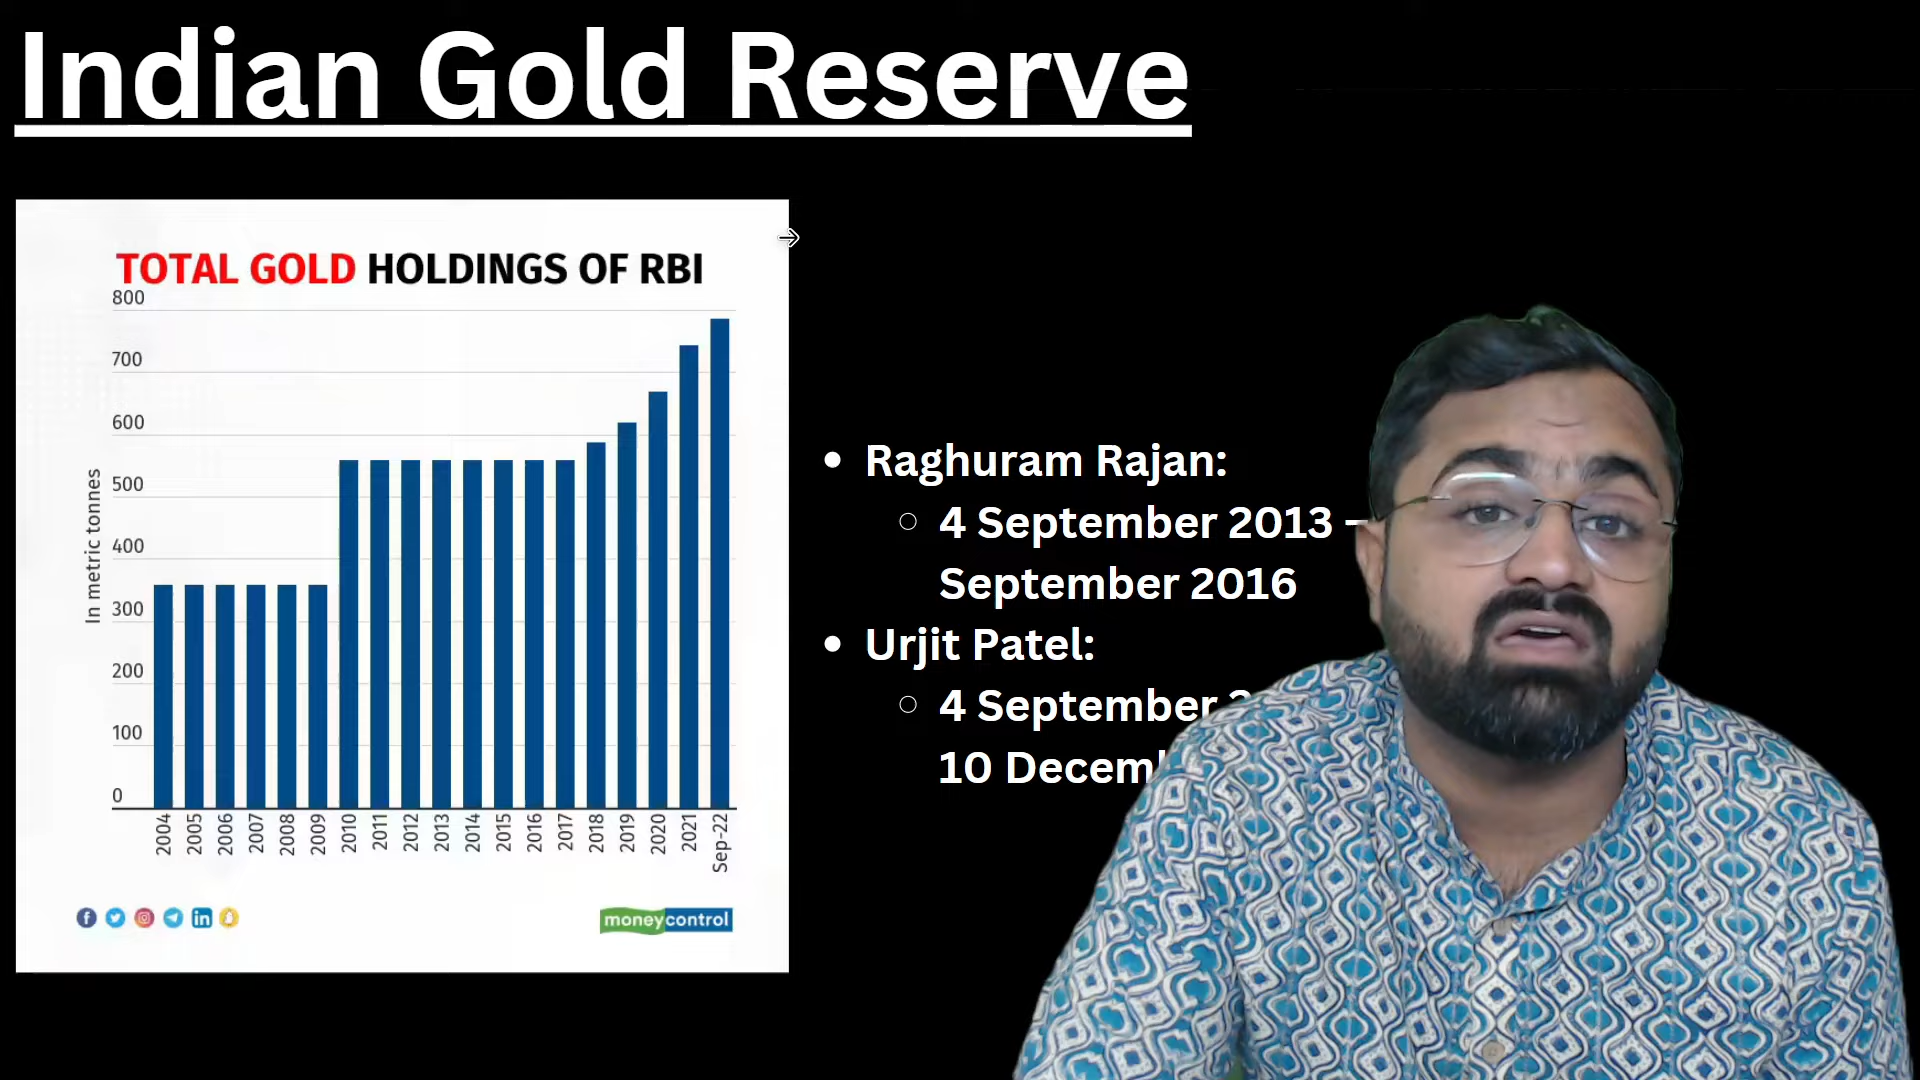 Indian Gold Reserve
TOTAL GOLD HOLDINGS OF RBI
800
700
600
500
400
300
200
100
0
In metric tonnes
2004
2005
2006
2007
2008
2009
2010
2011
2012
2013
2014
2015
2016
2017
2018
2019
2020
2021
Sep-22
moneycontrol
Raghuram Rajan:
4 September 2013 –
September 2016
Urjit Patel:
4 September
10